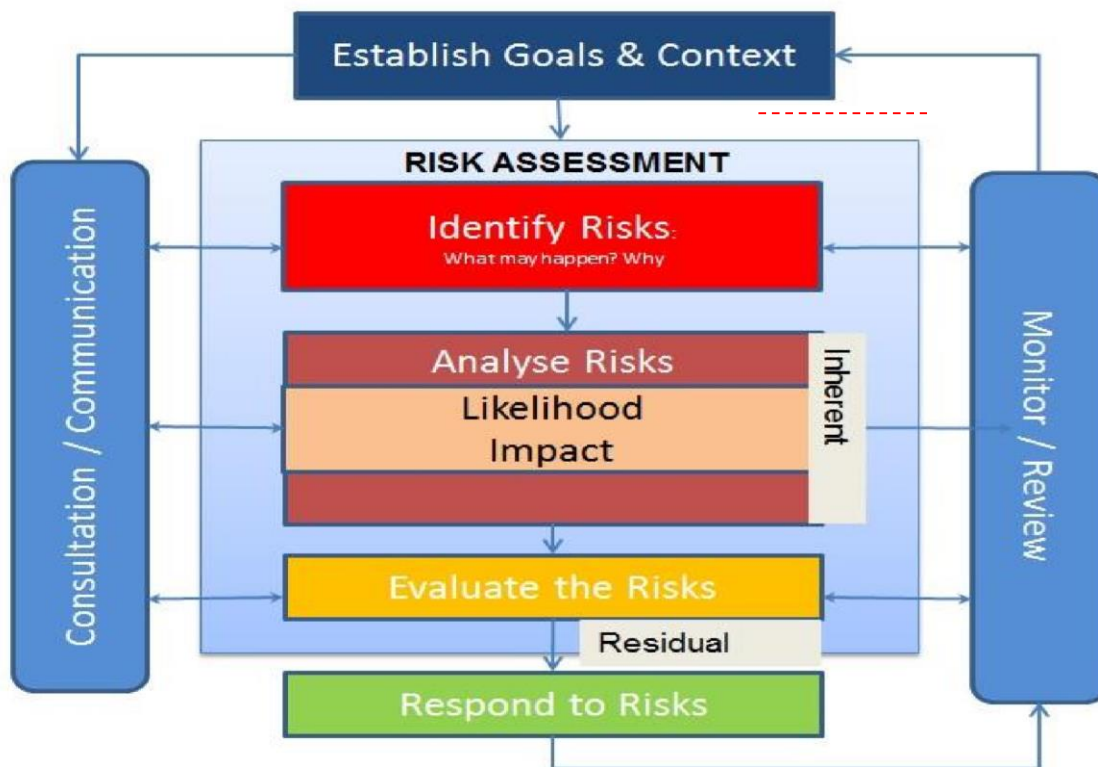 Establish Goals & Context
RISK ASSESSMENT
Identify Risks:
What may happen? Why
Analyse Risks
Likelihood
Impact
Inherent
Evaluate the Risks
Residual
Respond to Risks
Consultation / Communication
Monitor / Review